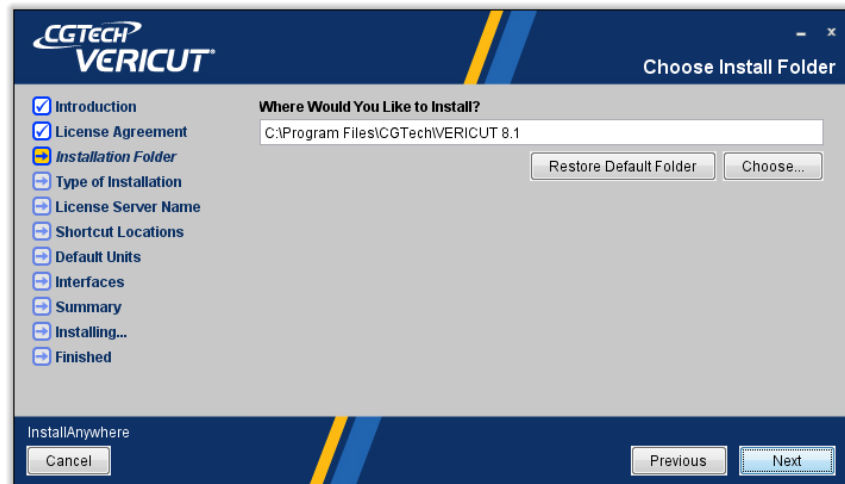 CGTECH
VERICUT®
Choose Install Folder
Introduction
License Agreement
Installation Folder
Type of Installation
License Server Name
Shortcut Locations
Default Units
Interfaces
Summary
Installing...
Finished
Where Would You Like to Install?
C:\Program Files\CGTech\VERICUT 8.1
Restore Default Folder
Choose...
InstallAnywhere
Cancel
Previous
Next